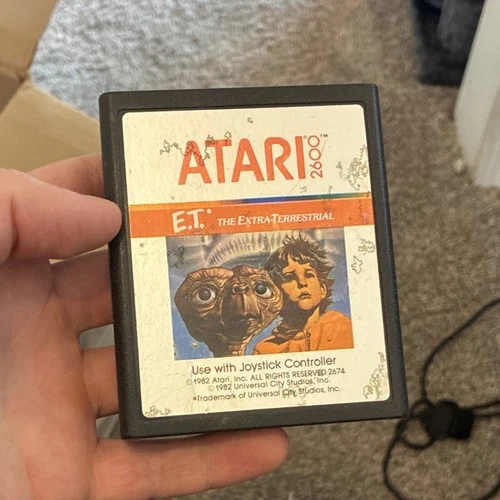 ATARI 2600™
E.T.* THE EXTRA-TERRESTRIAL
Use with Joystick Controller
©1982 Atari, Inc. ALL RIGHTS RESERVED 2674
©1982 Universal City Studios, Inc.
*Trademark of Universal City Studios, Inc.